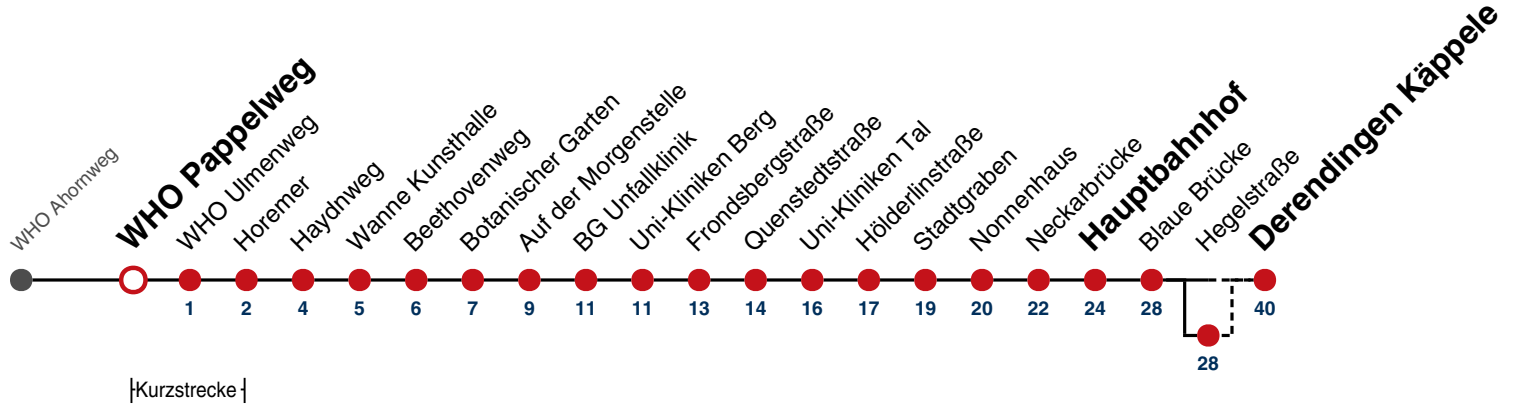 WHO Ahornweg
WHO Pappelweg
WHO Ulmenweg
Horemer
Haydnweg
Wanne Kunsthalle
Beethovenweg
Botanischer Garten
Auf der Morgenstelle
BG Unfallklinik
Uni-Kliniken Berg
Frondsbergstraße
Quenstedtstraße
Uni-Kliniken Tal
Hölderlinstraße
Stadtgraben
Nonnenhaus
Neckarbrücke
Hauptbahnhof
Blaue Brücke
Hegelstraße
Derendingen Käppele
1 2 4 5 6 7 9 11 11 13 14 16 17 19 20 22 24 28 40
28
Kurzstrecke